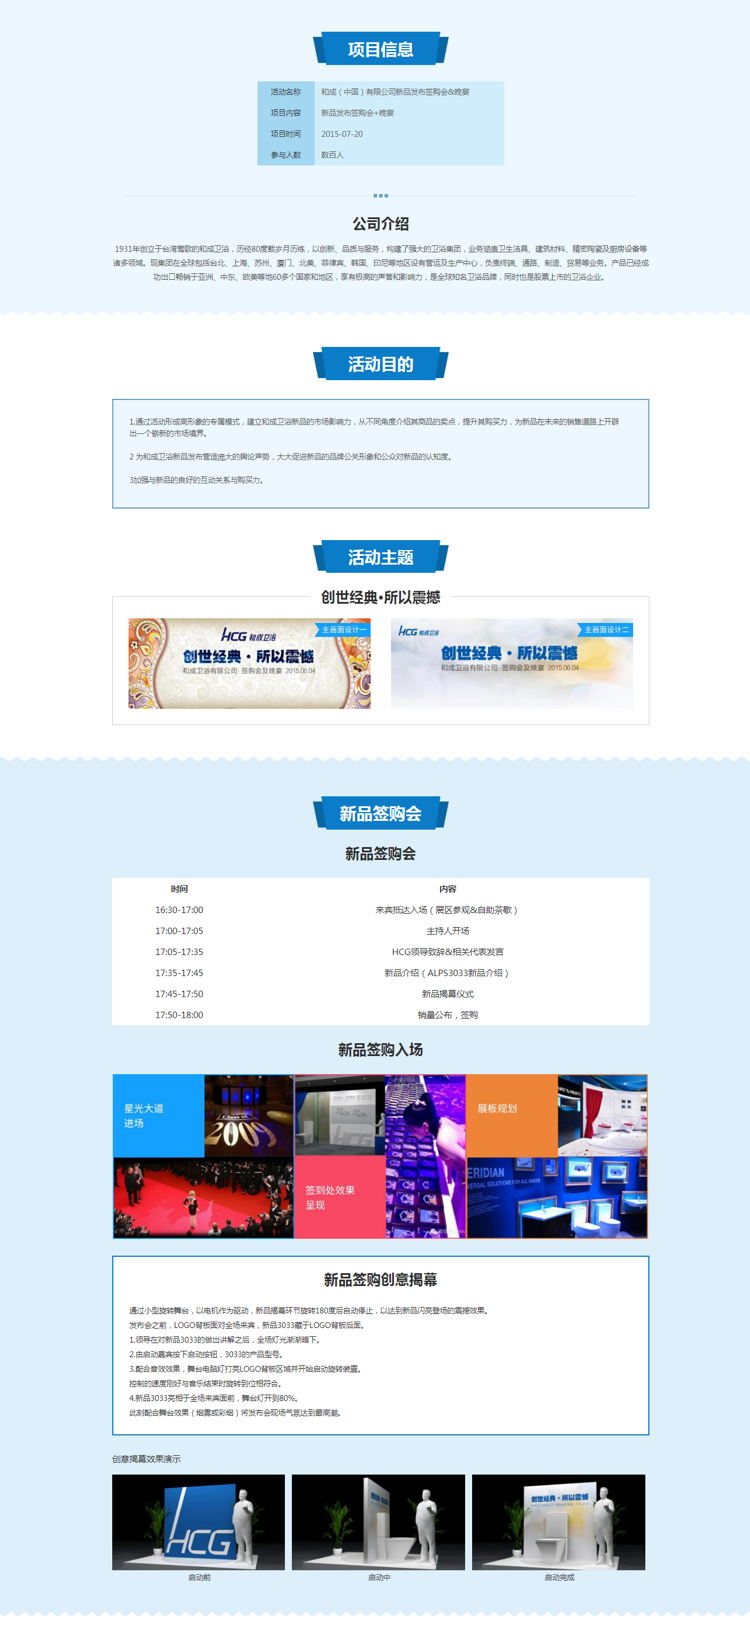 项目信息
活动名称 和成（中国）有限公司新品发布签购会&晚宴
项目内容 新品发布签购会+晚宴
项目时间 2015-07-20
参与人数 数百人
公司介绍
1931年创立于台湾莺歌的和成卫浴，历经80度载岁月历练，以创新、品质与服务，构建了强大的卫浴集团，业务涵盖卫生洁具、建筑材料、精密陶瓷及厨房设备等
诸多领域。现集团在全球包括台北、上海、苏州、厦门、北美、菲律宾、韩国、印尼等地区设有营运及生产中心，负责终端、通路、制造、贸易等业务。产品已经成
功出口畅销于亚洲、中东、欧美等地60多个国家和地区，享有极高的声誉和影响力，是全球知名卫浴品牌，同时也是股票上市的卫浴企业。
活动目的
1.通过活动形成高形象的专属模式，建立和成卫浴新品的市场影响力，从不同角度介绍其商品的卖点，提升其购买力，为新品在未来的销售道路上开辟
出一个崭新的市场境界。
2 为和成卫浴新品发布营造庞大的舆论声势，大大促进新品的品牌公关形象和公众对新品的认知度。
3加强与新品的良好的互动关系与购买力。
活动主题
创世经典•所以震撼
HCG 和成卫浴
主画面设计一
创世经典·所以震撼
和成卫浴有限公司 签购会及晚宴 2015.06.04
HCG 和成卫浴
主画面设计二
创世经典·所以震撼
和成卫浴有限公司 签购会及晚宴 2015.06.04
新品签购会
新品签购会
时间 内容
16:30-17:00 来宾抵达入场（展区参观&自助茶歇）
17:00-17:05 主持人开场
17:05-17:35 HCG领导致辞&相关代表发言
17:35-17:45 新品介绍（ALPS3033新品介绍）
17:45-17:50 新品揭幕仪式
17:50-18:00 销量公布，签购
新品签购入场
星光大道
进场
2009
HCG
签到处效果
呈现
展板规划
ERIDIAN
VERSAL SOLUTIONS FOR ALL NEEDS
新品签购创意揭幕
通过小型旋转舞台，以电机作为驱动，新品揭幕环节旋转180度后自动停止，以达到新品闪亮登场的震撼效果。
发布会之前，LOGO背板面对全场来宾，新品3033藏于LOGO背板后面。
1.领导在对新品3033的做出讲解之后，全场灯光渐渐暗下。
2.由启动嘉宾按下启动按钮，3033的产品型号。
3.配合音效效果，舞台电脑灯打亮LOGO背板区域并开始启动旋转装置。
控制的速度刚好与音乐结束时旋转到位相符合。
4.新品3033亮相于全场来宾面前，舞台灯开到80%。
此刻配合舞台效果（烟雾或彩烟）将发布会现场气氛达到最高潮。
创意揭幕效果演示
HCG
创世经典·所以震撼
启动前
启动中
启动完成